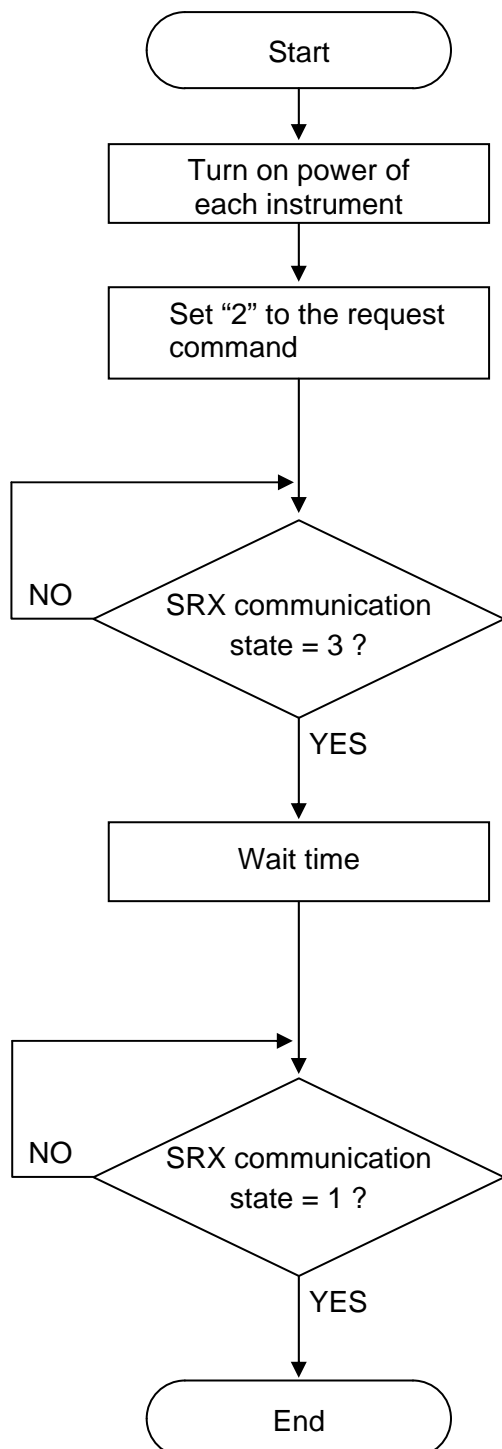 Start
Turn on power of
each instrument
Set “2” to the request
command
NO
SRX communication
state = 3 ?
YES
Wait time
NO
SRX communication
state = 1 ?
YES
End